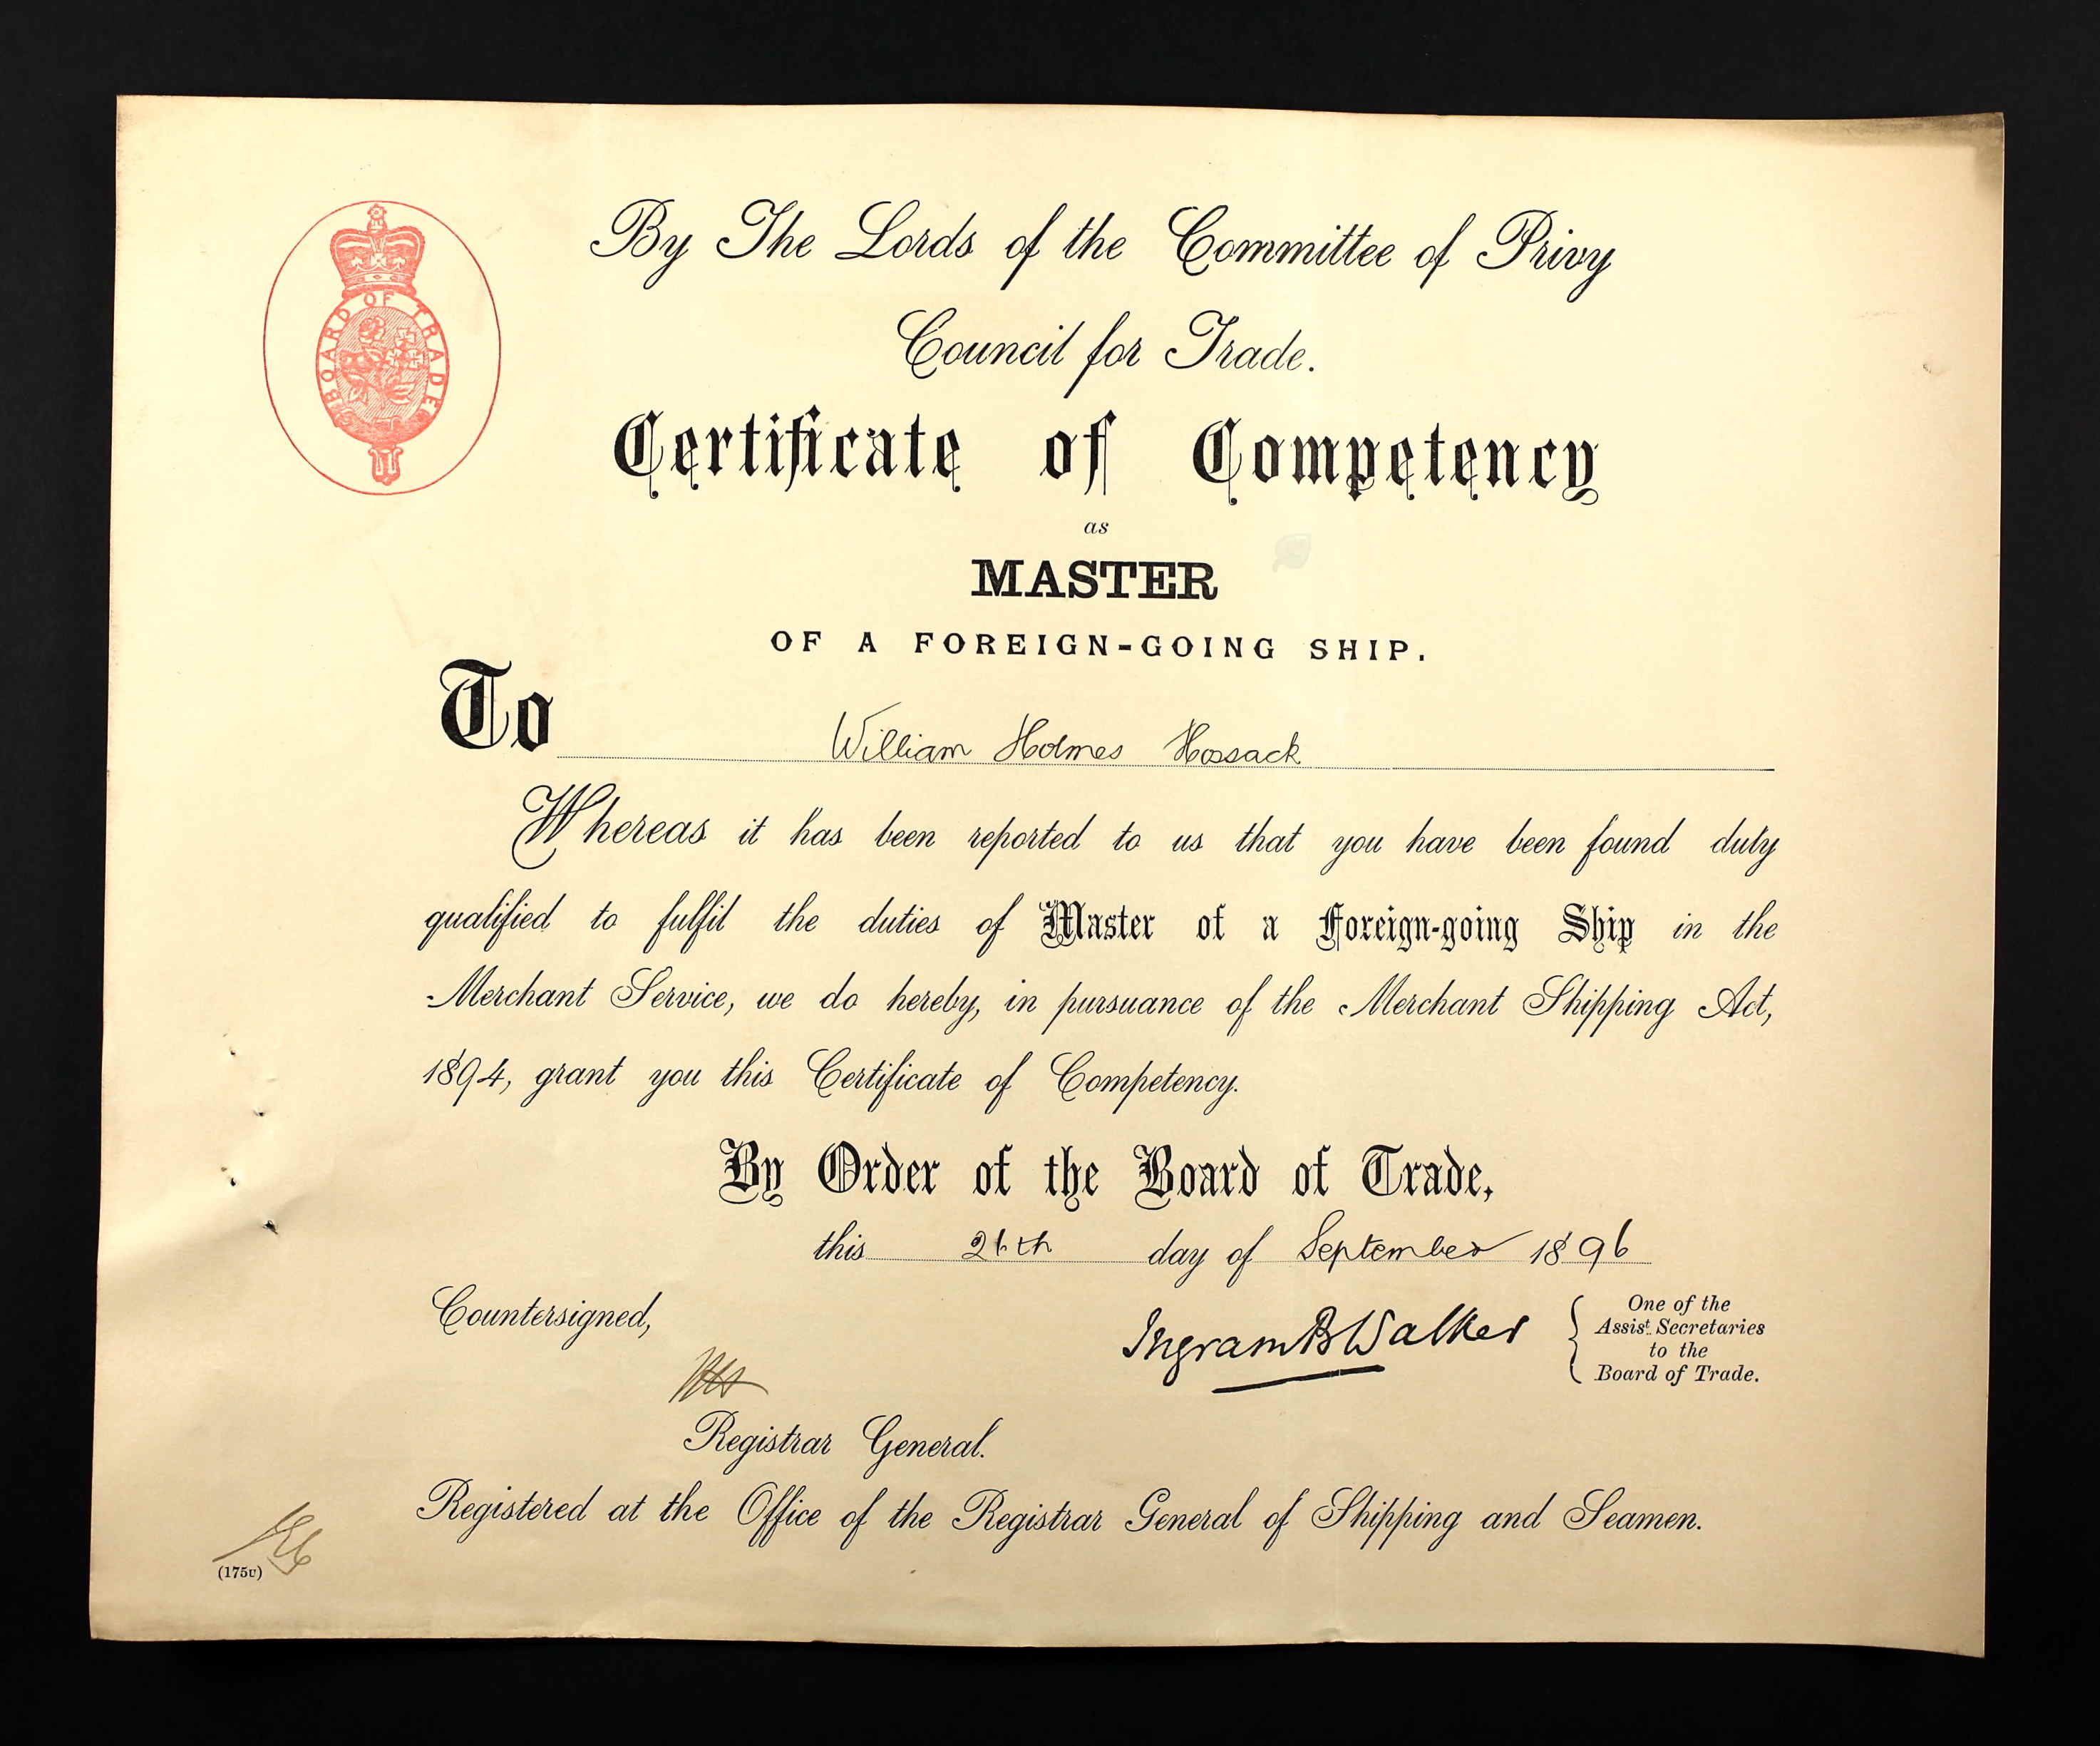 BOARD OF TRADE
By The Lords of the Committee of Privy
Council for Trade.
Certificate of Competency
as
MASTER
OF A FOREIGN-GOING SHIP.
To William Holmes Hossack
Whereas it has been reported to us that you have been found duly
qualified to fulfil the duties of Master of a Foreign-going Ship in the
Merchant Service, we do hereby, in pursuance of the Merchant Shipping Act,
1894, grant you this Certificate of Competency.
By Order of the Board of Trade,
this 26th day of September 1896
Countersigned,
Ingram B Walker
One of the
Assist. Secretaries
to the
Board of Trade.
Registrar General.
Registered at the Office of the Registrar General of Shipping and Seamen.
(175v)